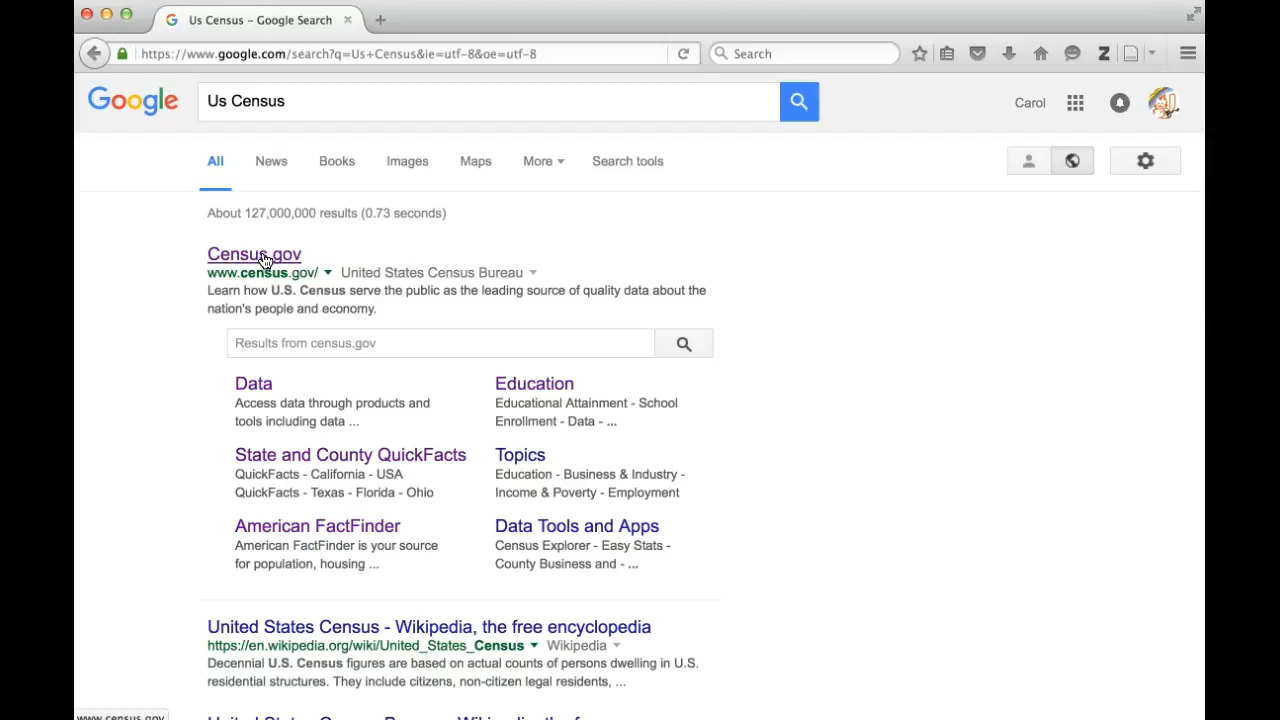 Us Census - Google Search
https://www.google.com/search?q=Us+Census&ie=utf-8&oe=utf-8
Search
Google
Us Census
Carol
All News Books Images Maps More Search tools
About 127,000,000 results (0.73 seconds)
Census.gov
www.census.gov/ United States Census Bureau
Learn how U.S. Census serve the public as the leading source of quality data about the
nation's people and economy.
Results from census.gov
Data
Access data through products and
tools including data ...
Education
Educational Attainment - School
Enrollment - Data - ...
State and County QuickFacts
QuickFacts - California - USA
QuickFacts - Texas - Florida - Ohio
Topics
Education - Business & Industry -
Income & Poverty - Employment
American FactFinder
American FactFinder is your source
for population, housing ...
Data Tools and Apps
Census Explorer - Easy Stats -
County Business and - ...
United States Census - Wikipedia, the free encyclopedia
https://en.wikipedia.org/wiki/United_States_Census Wikipedia
Decennial U.S. Census figures are based on actual counts of persons dwelling in U.S.
residential structures. They include citizens, non-citizen legal residents, ...
www.census.gov